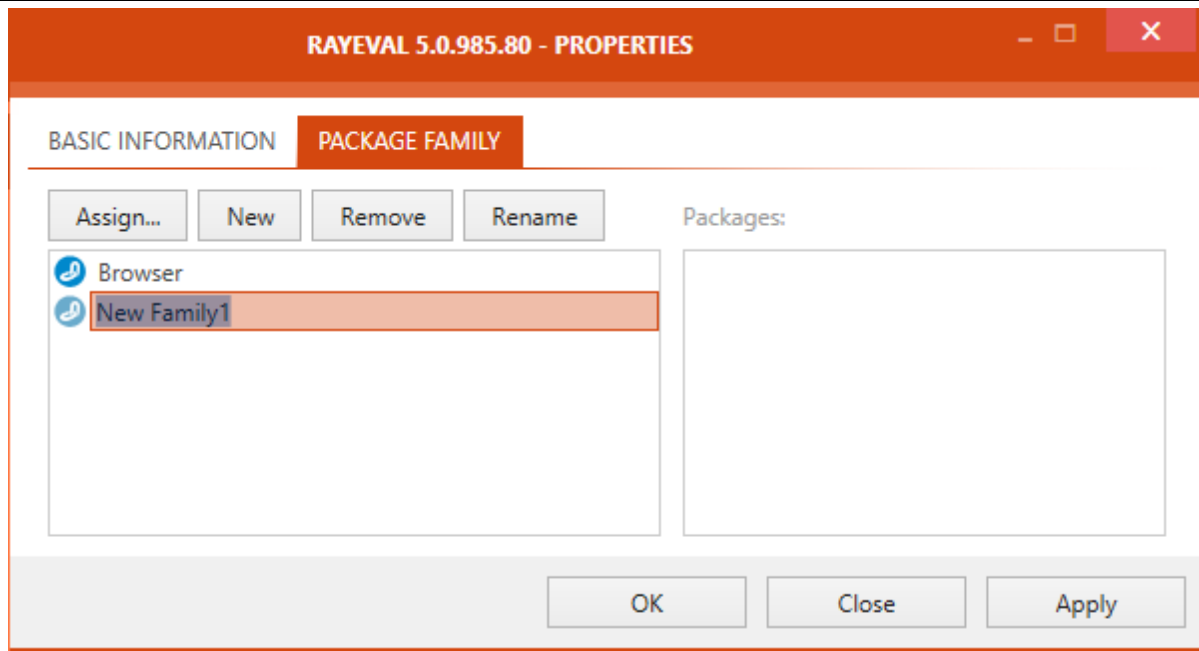 RAYEVAL 5.0.985.80 - PROPERTIES
BASIC INFORMATION PACKAGE FAMILY
Assign... New Remove Rename Packages:
Browser
New Family1
OK Close Apply